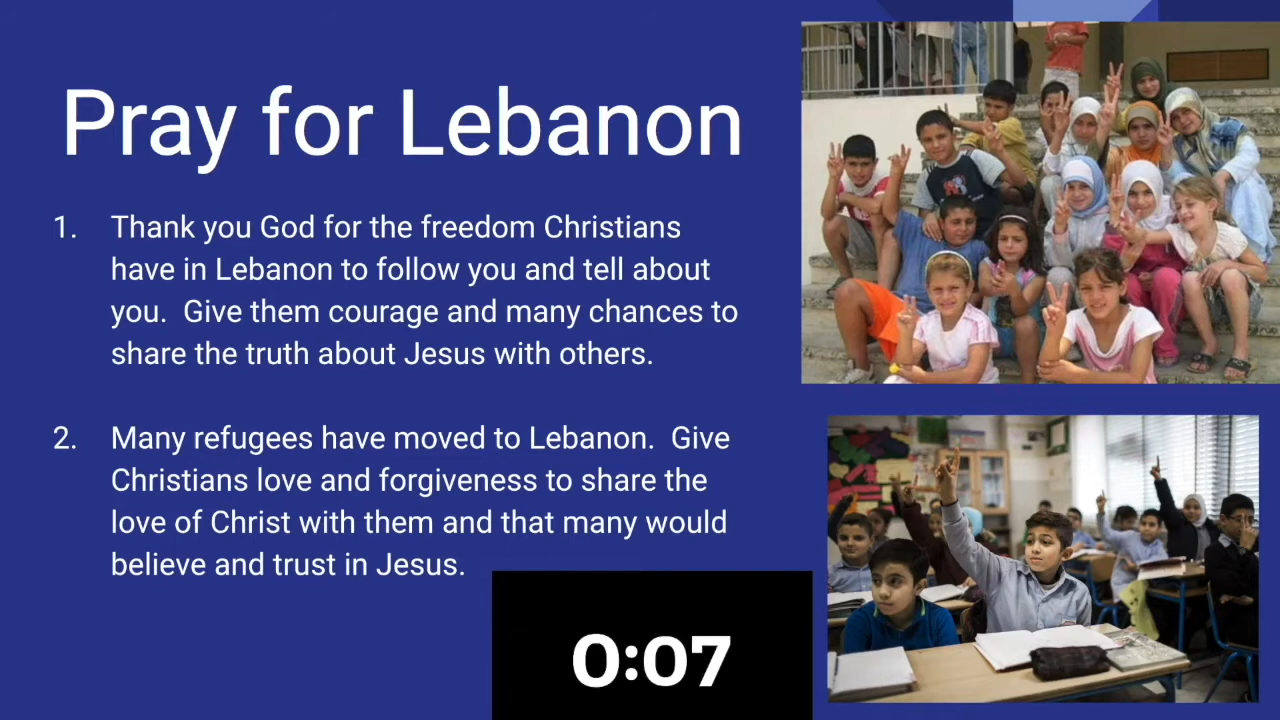 Pray for Lebanon
1. Thank you God for the freedom Christians
have in Lebanon to follow you and tell about
you.  Give them courage and many chances to
share the truth about Jesus with others.
2. Many refugees have moved to Lebanon.  Give
Christians love and forgiveness to share the
love of Christ with them and that many would
believe and trust in Jesus.
0:07